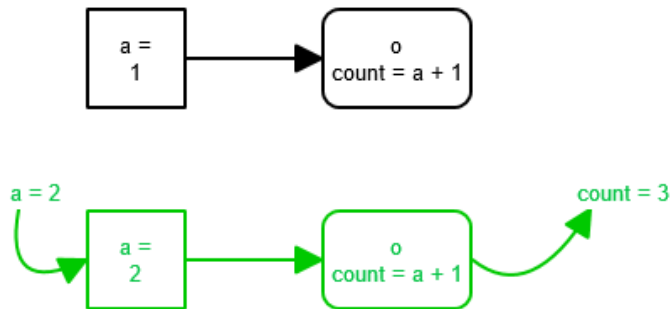 a =
1
o
count = a + 1
a = 2
count = 3
a =
2
o
count = a + 1